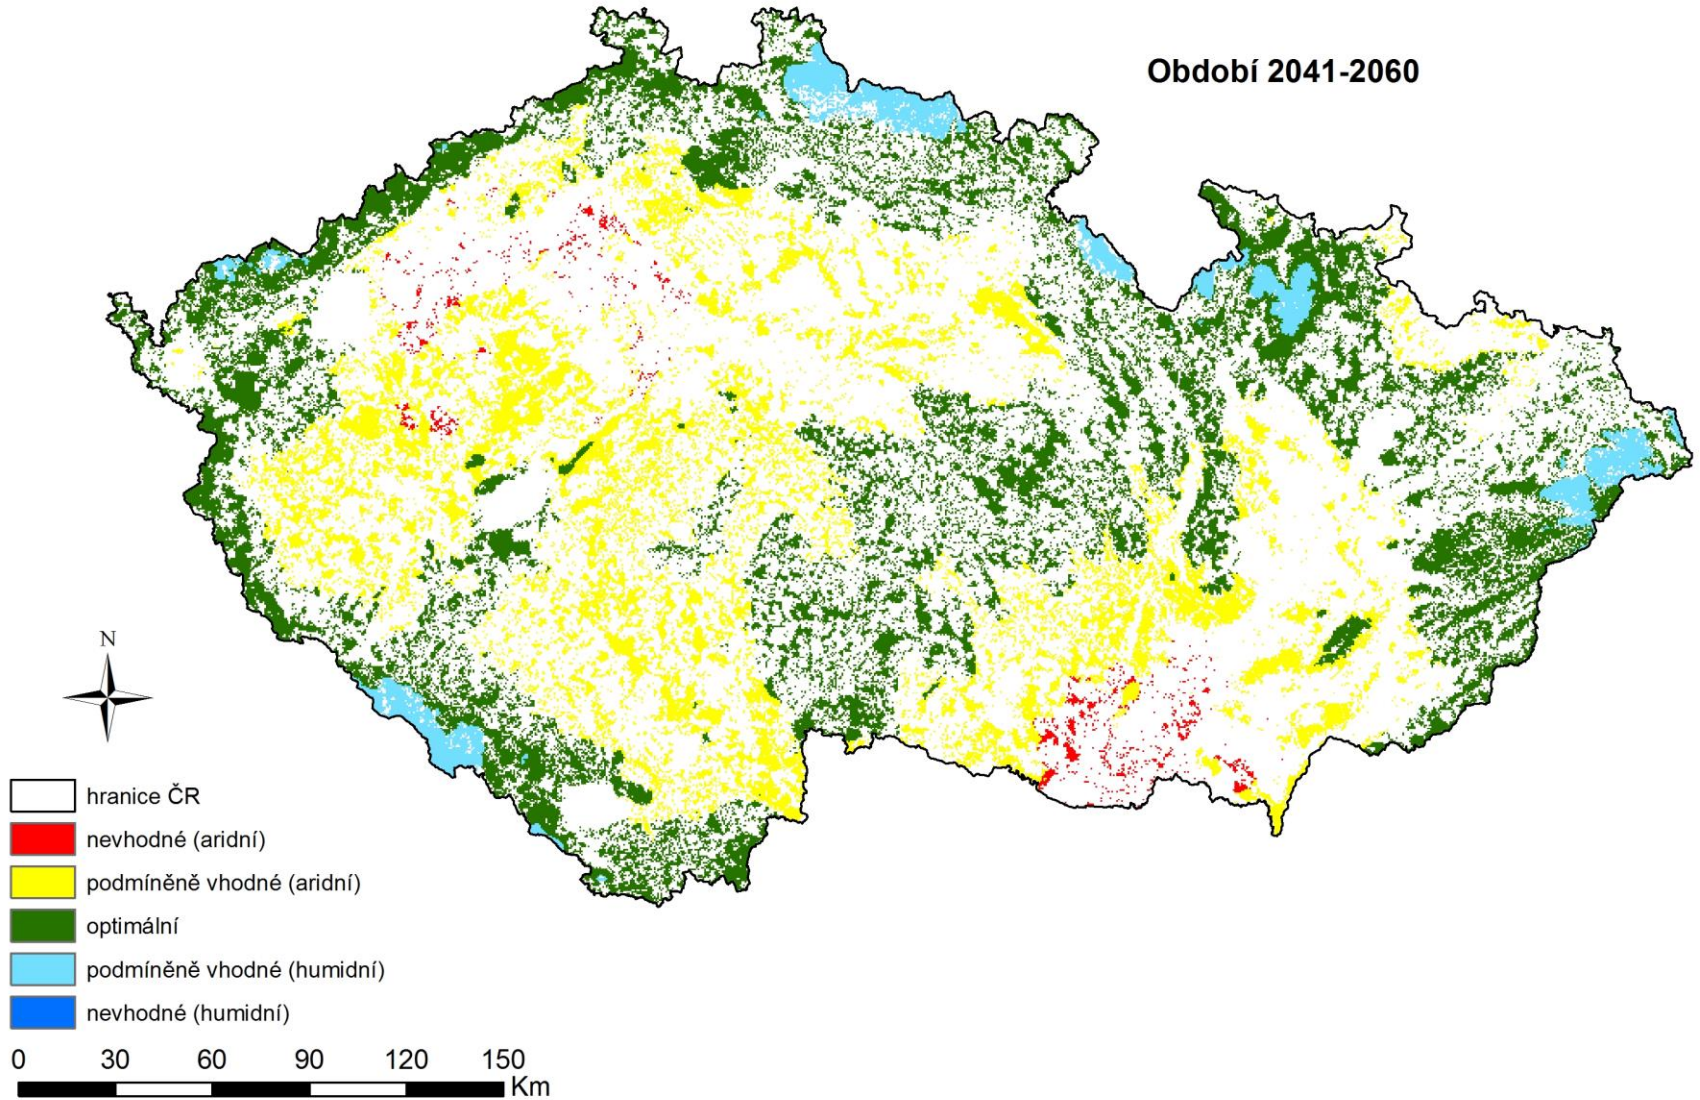 Období 2041-2060
N
hranice ČR
nevhodné (aridní)
podmíněně vhodné (aridní)
optimální
podmíněně vhodné (humidní)
nevhodné (humidní)
0 30 60 90 120 150
Km